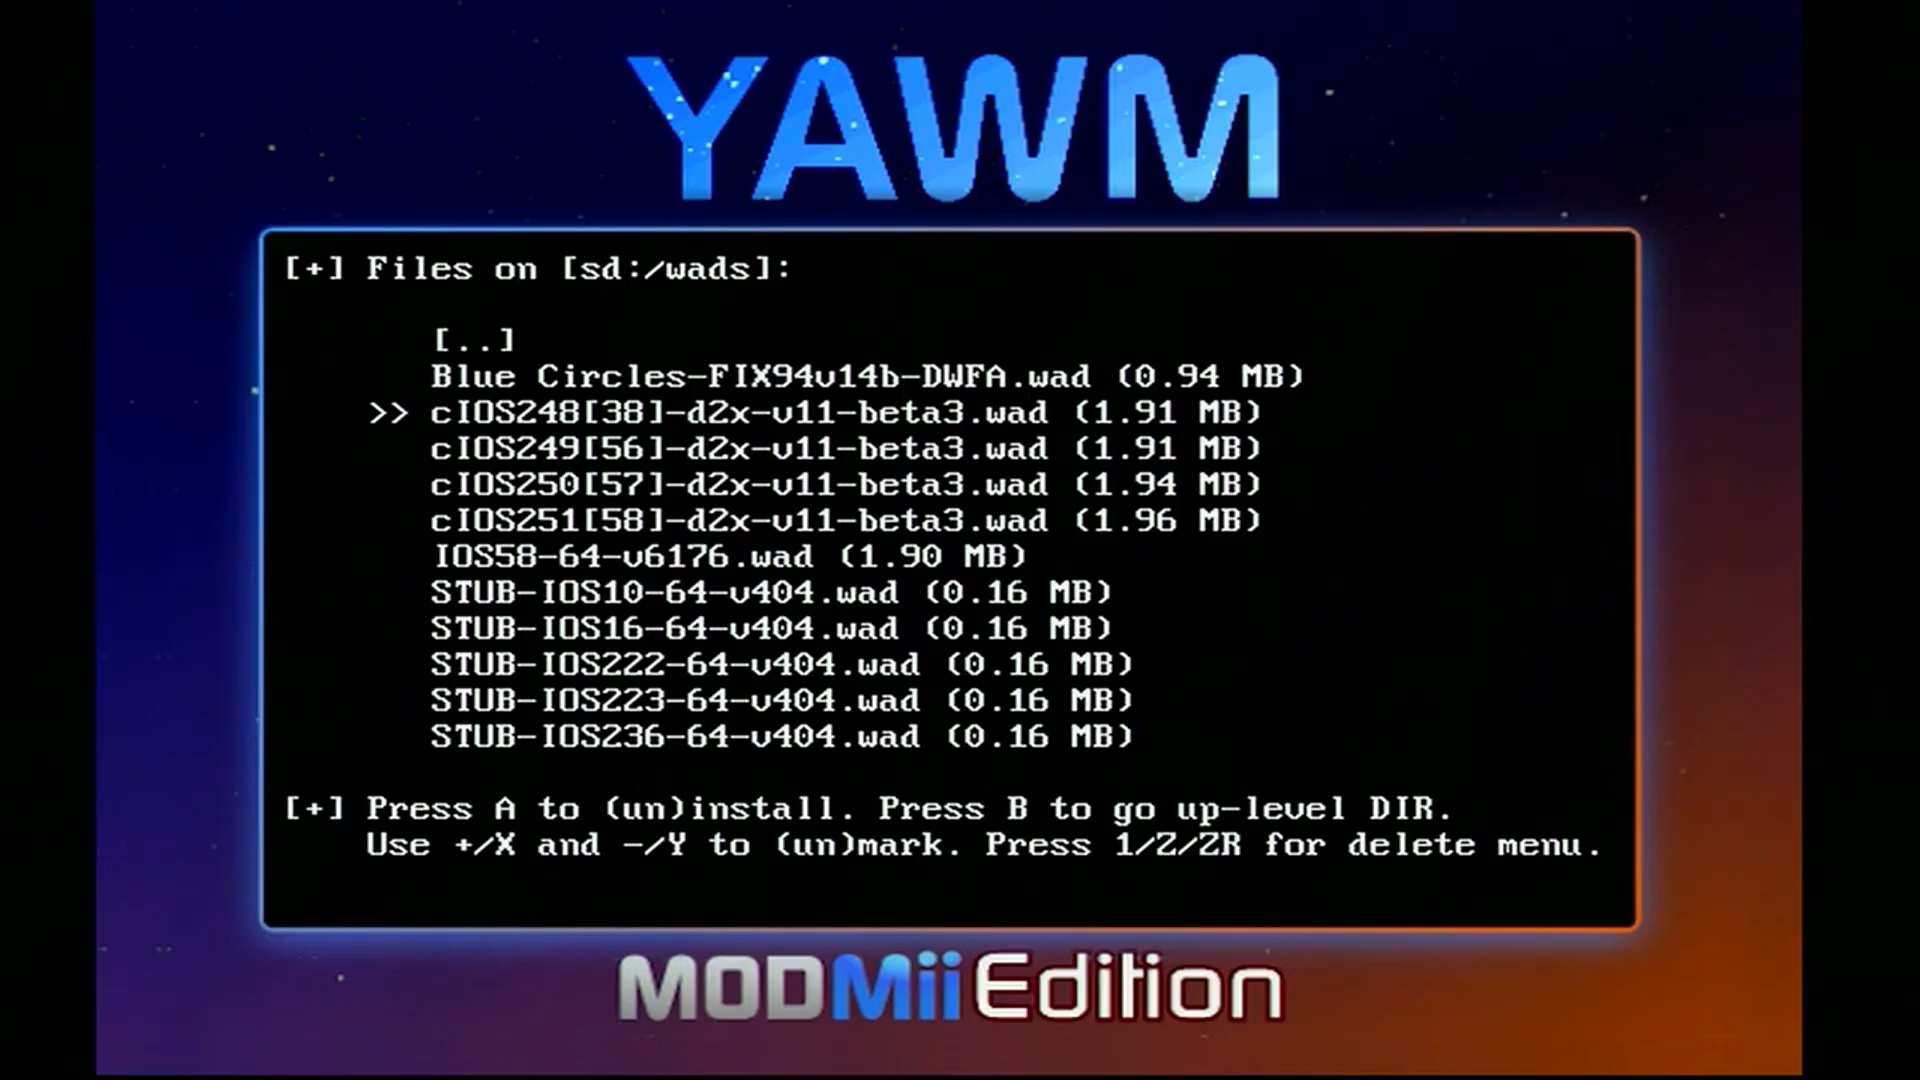 YAWM
[+] Files on [sd:/wads]:
[..]
Blue Circles-FIX94v14b-DWFA.wad (0.94 MB)
>> cIOS248[38]-d2x-v11-beta3.wad (1.91 MB)
cIOS249[56]-d2x-v11-beta3.wad (1.91 MB)
cIOS250[57]-d2x-v11-beta3.wad (1.94 MB)
cIOS251[58]-d2x-v11-beta3.wad (1.96 MB)
IOS58-64-v6176.wad (1.90 MB)
STUB-IOS10-64-v404.wad (0.16 MB)
STUB-IOS16-64-v404.wad (0.16 MB)
STUB-IOS222-64-v404.wad (0.16 MB)
STUB-IOS223-64-v404.wad (0.16 MB)
STUB-IOS236-64-v404.wad (0.16 MB)
[+] Press A to (un)install. Press B to go up-level DIR.
Use +/X and -/Y to (un)mark. Press 1/Z/ZR for delete menu.
MODMii Edition